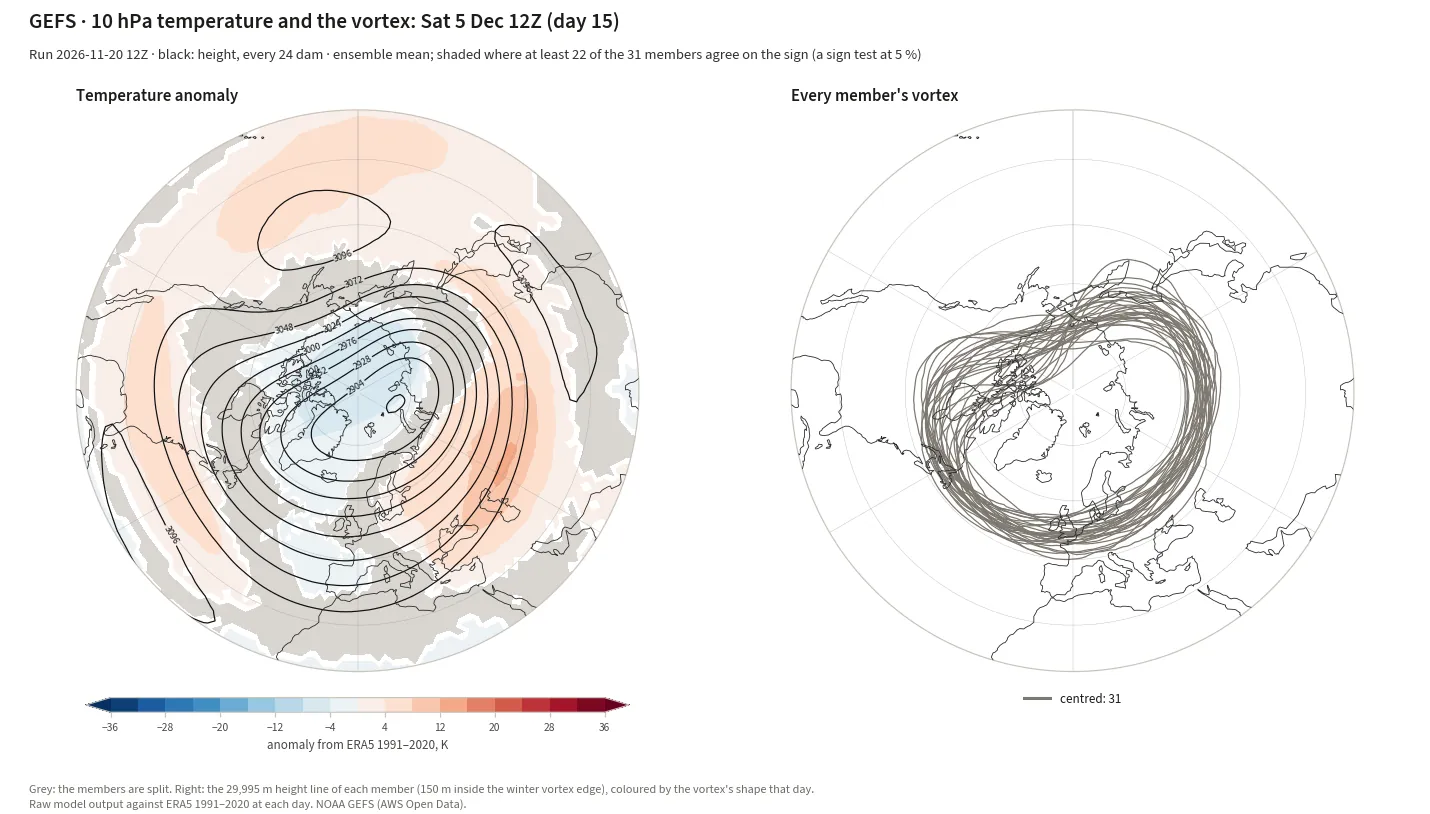 GEFS · 10 hPa temperature and the vortex: Sat 5 Dec 12Z (day 15)
Run 2026-11-20 12Z · black: height, every 24 dam · ensemble mean; shaded where at least 22 of the 31 members agree on the sign (a sign test at 5 %)
Temperature anomaly
Every member's vortex
3096
3072
3048
3024
3000
2976
2928
2904
3096
centred: 31
−36 −28 −20 −12 −4 4 12 20 28 36
anomaly from ERA5 1991–2020, K
Grey: the members are split. Right: the 29,995 m height line of each member (150 m inside the winter vortex edge), coloured by the vortex's shape that day.
Raw model output against ERA5 1991–2020 at each day. NOAA GEFS (AWS Open Data).